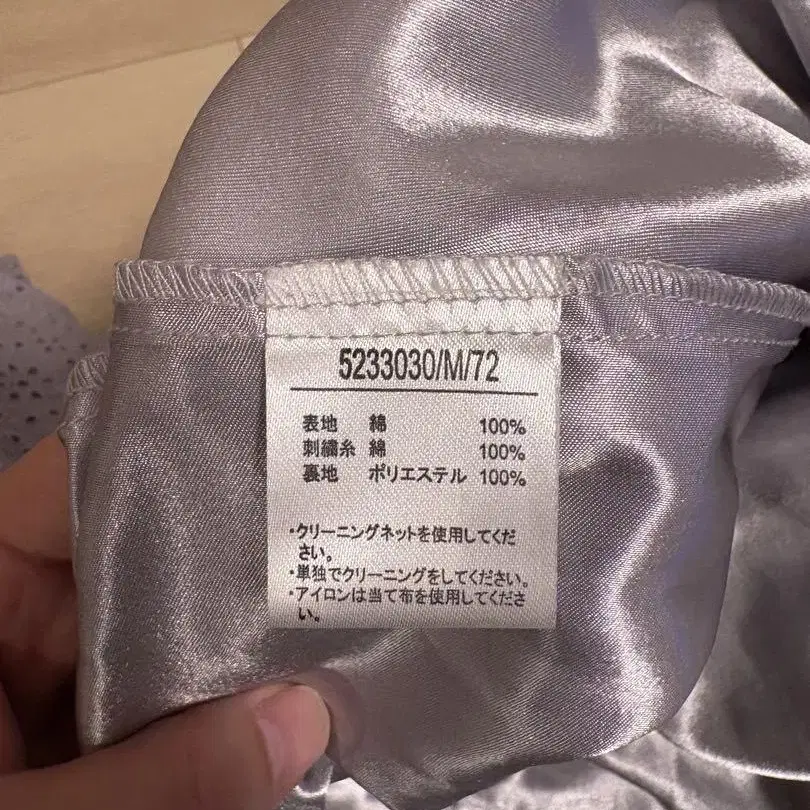 5233030/M/72
表地 綿 100%
刺繍糸 綿 100%
裏地 ポリエステル 100%
・クリーニングネットを使用してくだ
さい。
・単独でクリーニングをしてください。
・アイロンは当て布を使用してくださ
い。